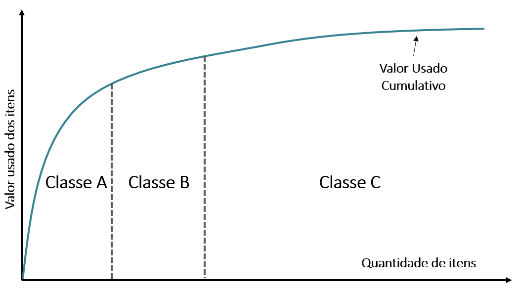 Valor usado dos itens
Valor Usado
Cumulativo
Classe A
Classe B
Classe C
Quantidade de itens